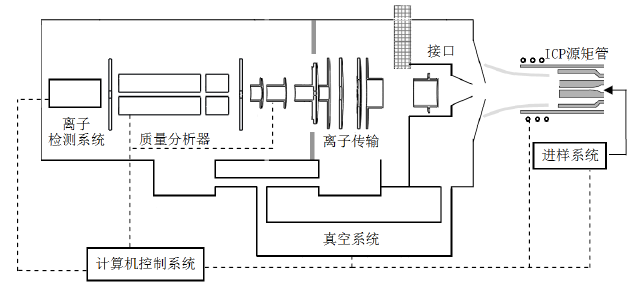 ICP源矩管
接口
离子
检测系统
质量分析器
离子传输
进样系统
真空系统
计算机控制系统